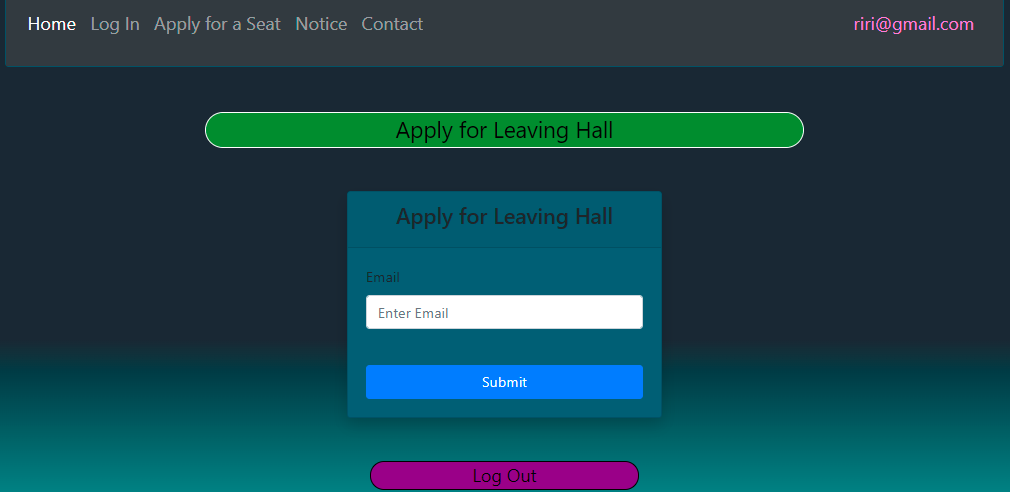 Home Log In Apply for a Seat Notice Contact riri@gmail.com
Apply for Leaving Hall
Apply for Leaving Hall
Email
Enter Email
Submit
Log Out